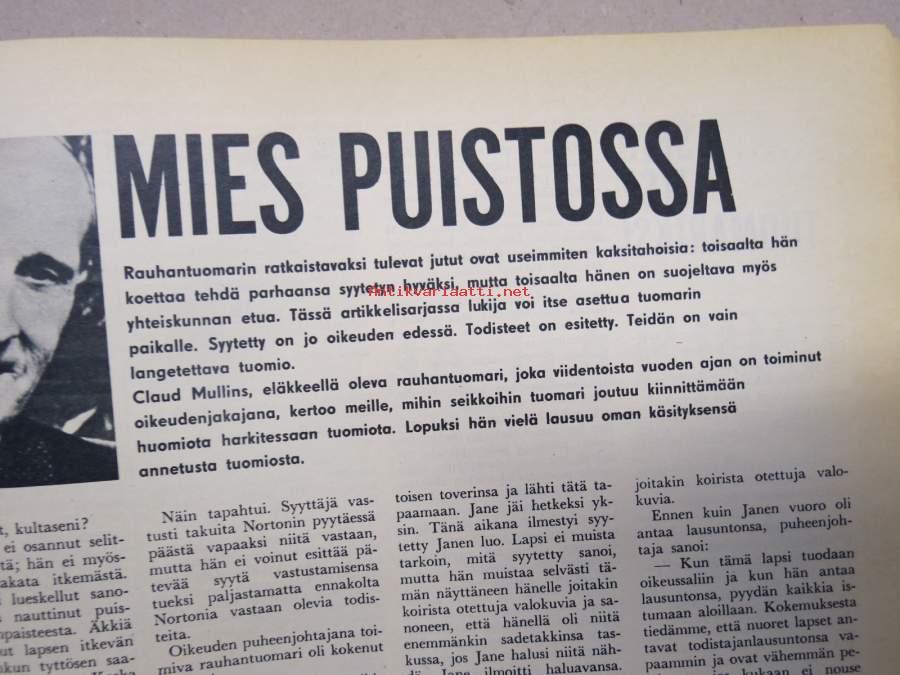 MIES PUISTOSSA
Rauhantuomarin ratkaistavaksi tulevat jutut ovat useimmiten kaksitahoisia: toisaalta hän
koettaa tehdä parhaansa syytetyn hyväksi, mutta toisaalta hänen on suojeltava myös
yhteiskunnan etua. Tässä artikkelisarjassa lukija voi itse asettua tuomarin
paikalle. Syytetty on jo oikeuden edessä. Todisteet on esitetty. Teidän on vain
langetettava tuomio.
Claud Mullins, eläkkeellä oleva rauhantuomari, joka viidentoista vuoden ajan on toiminut
oikeudenjakajana, kertoo meille, mihin seikkoihin tuomari joutuu kiinnittämään
huomiota harkitessaan tuomiota. Lopuksi hän vielä lausuu oman käsityksensä
annetusta tuomiosta.
Antikvariaatti.net
t, kultaseni?
ei osannut selit-
tä; hän ei myös-
akata itkemästä.
lueskellut sano-
nauttinut puis-
npaisteesta. Äkkiä
ut lapsen itkevän
nkun tyttösen saa-
Näin tapahtui. Syyttäjä vas-
tusti takuita Nortonin pyytäessä
päästä vapaaksi niitä vastaan,
mutta hän ei voinut esittää pä-
tevää syytä vastustamisensa
tueksi paljastamatta ennakolta
Nortonia vastaan olevia todis-
teita.
Oikeuden puheenjohtajana toi-
miva rauhantuomari oli kokenut
toisen toverinsa ja lähti tätä ta-
paamaan. Jane jäi hetkeksi yk-
sin. Tänä aikana ilmestyi syy-
tetty Janen luo. Lapsi ei muista
tarkoin, mitä syytetty sanoi,
mutta hän muistaa selvästi tä-
män näyttäneen hänelle joitakin
koirista otettuja valokuvia ja sa-
noneen, että hänellä oli niitä
enemmänkin sadetakkinsa tas-
kussa, jos Jane halusi niitä näh-
dä. Jane ilmoitti haluavansa.
joitakin koirista otettuja valo-
kuvia.
Ennen kuin Janen vuoro oli
antaa lausuntonsa, puheenjoh-
taja sanoi:
— Kun tämä lapsi tuodaan
oikeussaliin ja kun hän antaa
lausuntonsa, pyydän kaikkia is-
tumaan aloillaan. Kokemuksesta
tiedämme, että nuoret lapset an-
tavat todistajanlausuntonsa va-
paammin ja ovat vähemmän pe-
kukaan ei nouse